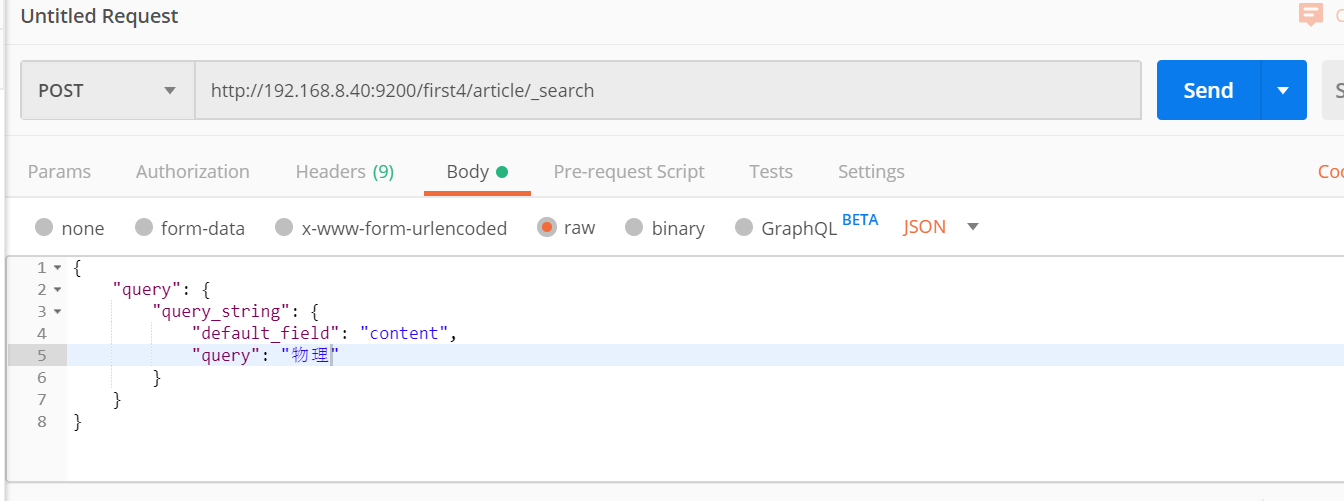 Untitled Request
POST http://192.168.8.40:9200/first4/article/_search Send
Params Authorization Headers (9) Body Pre-request Script Tests Settings
none form-data x-www-form-urlencoded raw binary GraphQL BETA JSON
1 {
2 "query": {
3 "query_string": {
4 "default_field": "content",
5 "query": "物理"
6 }
7 }
8 }